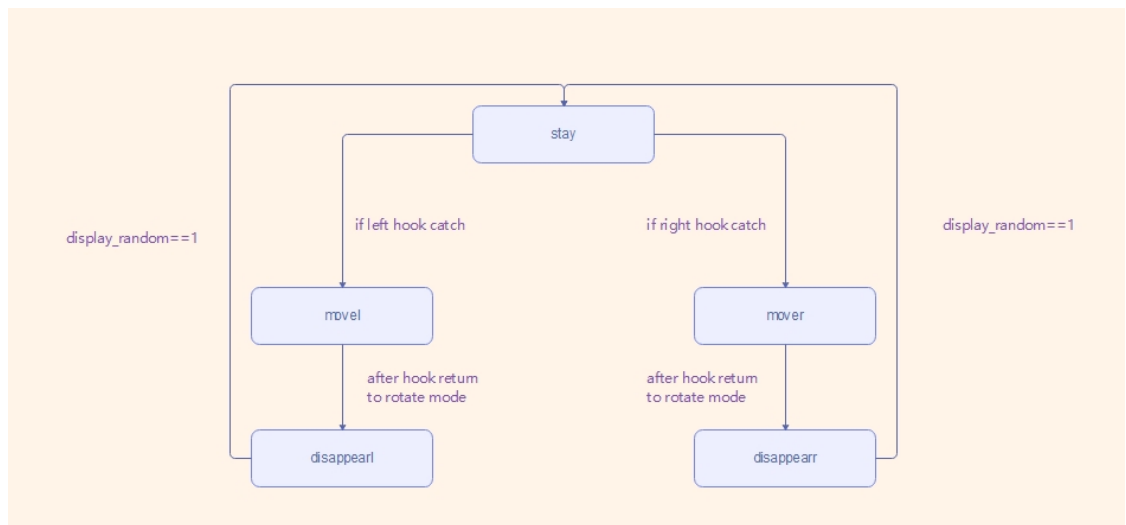 stay
if left hook catch
if right hook catch
display_random==1
display_random==1
movel
mover
after hook return
to rotate mode
after hook return
to rotate mode
disappearl
disappearr